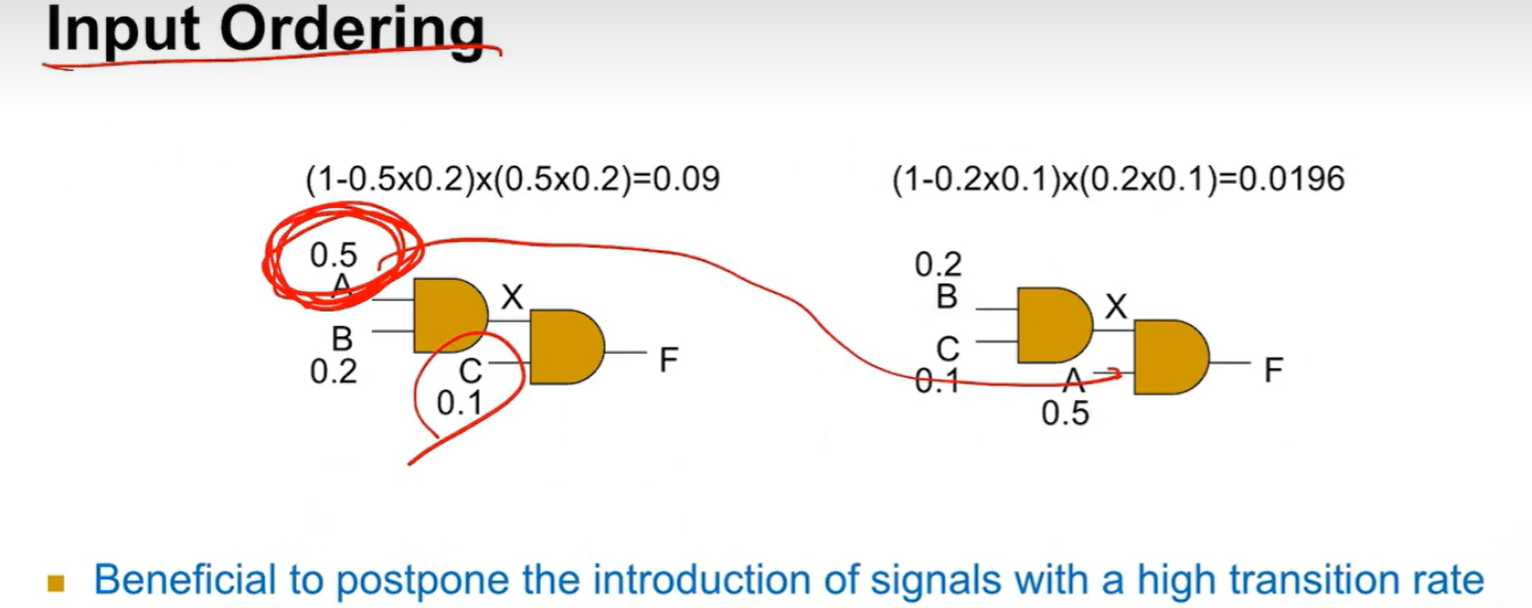 Input Ordering
(1-0.5x0.2)x(0.5x0.2)=0.09
(1-0.2x0.1)x(0.2x0.1)=0.0196
0.5
A
X
B
0.2
C
0.1
F
0.2
B
X
C
0.1
A
0.5
F
Beneficial to postpone the introduction of signals with a high transition rate